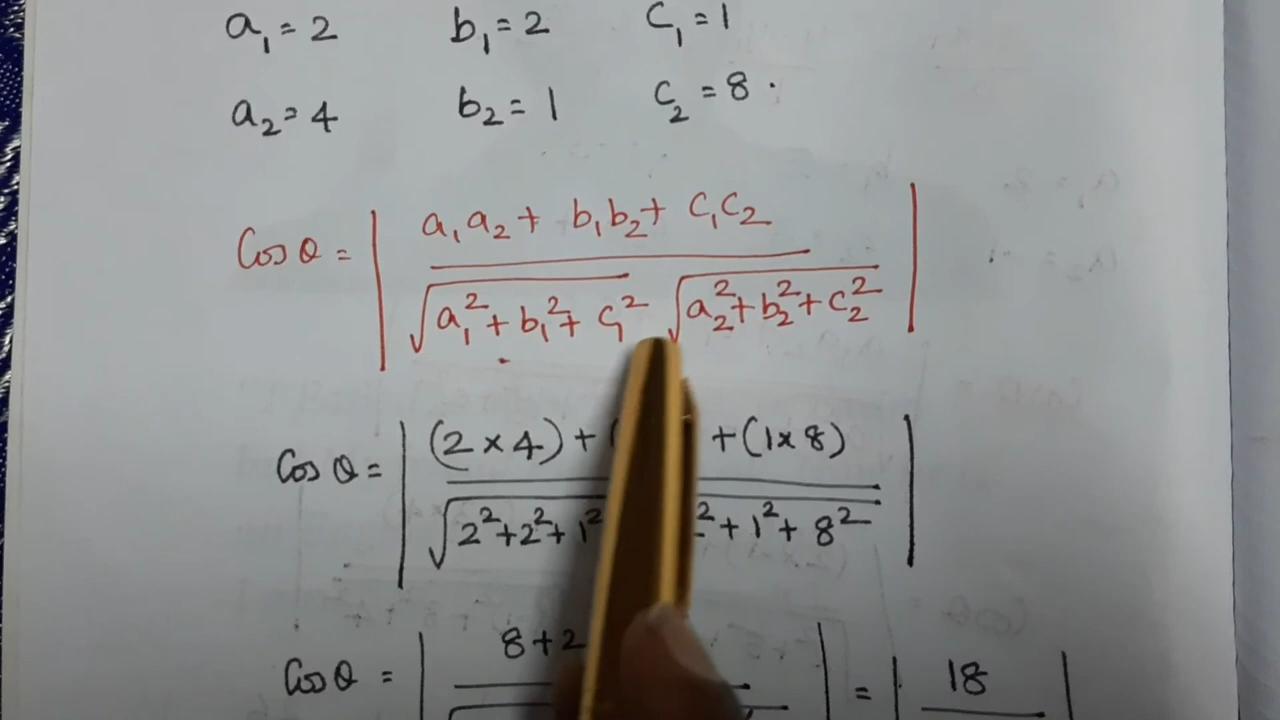 a₁ = 2 b₁ = 2 C₁ = 1
a₂ = 4 b₂ = 1 C₂ = 8 .
Cos θ = | a₁a₂ + b₁b₂ + C₁C₂
√a₁² + b₁² + C₁² √a₂² + b₂² + C₂² |
Cos θ = | (2 × 4) + ( + (1 × 8)
√2² + 2² + 1² ² + 1² + 8² |
Cos θ = | 8 + 2 | = | 18 |